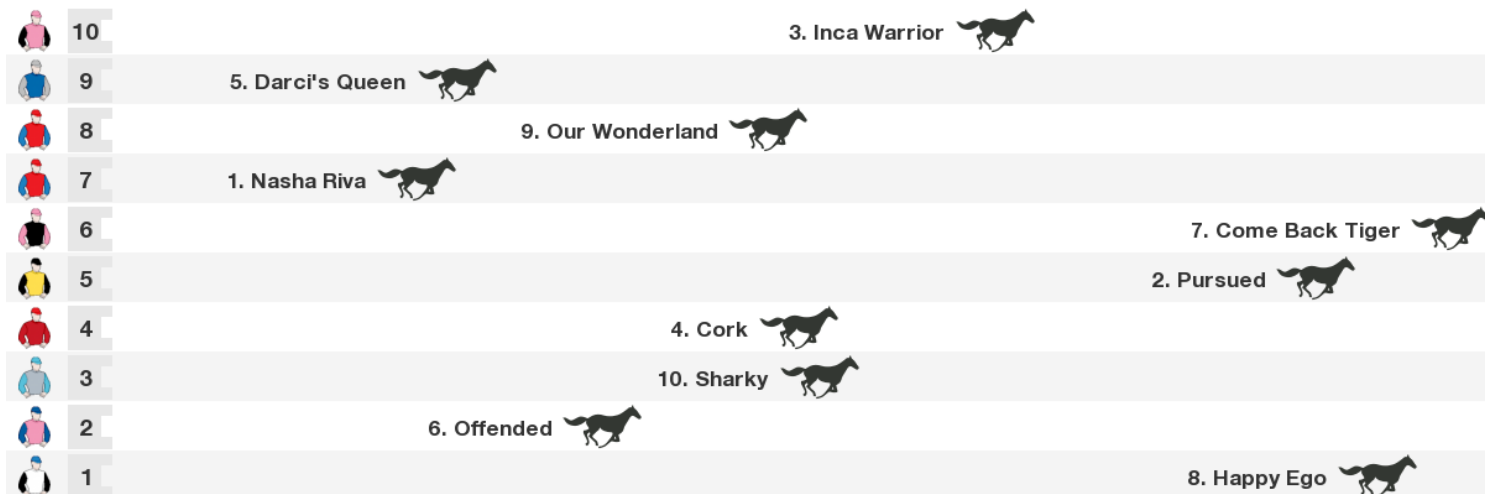 10 3. Inca Warrior
9 5. Darci's Queen
8 9. Our Wonderland
7 1. Nasha Riva
6 7. Come Back Tiger
5 2. Pursued
4 4. Cork
3 10. Sharky
2 6. Offended
1 8. Happy Ego